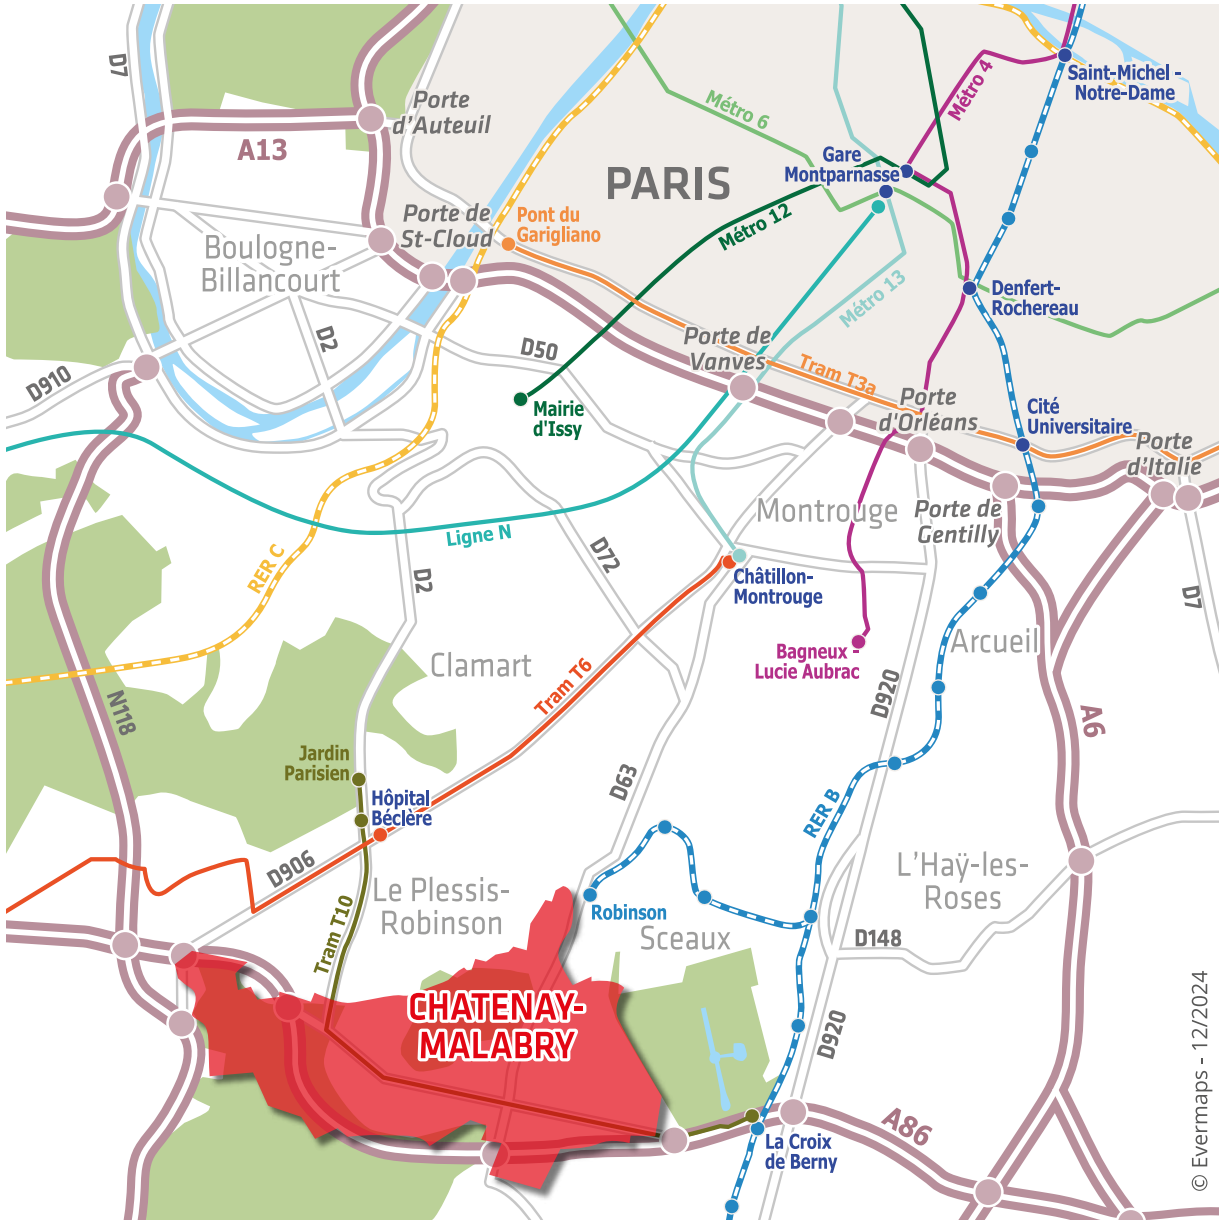 D7
Porte
d'Auteuil
A13
Métro 6
Métro 4
Saint-Michel -
Notre-Dame
Gare
Montparnasse
PARIS
Métro 12
Porte de
St-Cloud
Pont du
Garigliano
Boulogne-
Billancourt
Métro 13
Denfert-
Rochereau
D2
D50
Porte de
Vanves
Tram T3a
D910
Mairie
d'Issy
Porte
d'Orléans
Cité
Universitaire
Porte
d'Italie
Ligne N
Montrouge
Porte de
Gentilly
RER C
D2
D72
Châtillon-
Montrouge
D7
Bagneux -
Lucie Aubrac
Arcueil
Clamart
Tram T6
D920
N118
A6
Jardin
Parisien
Hôpital
Béclère
D63
RER B
D906
Le Plessis-
Robinson
L'Haÿ-les-
Roses
Robinson
Sceaux
D148
Tram T10
CHATENAY-
MALABRY
D920
A86
La Croix
de Berny
© Evermaps - 12/2024